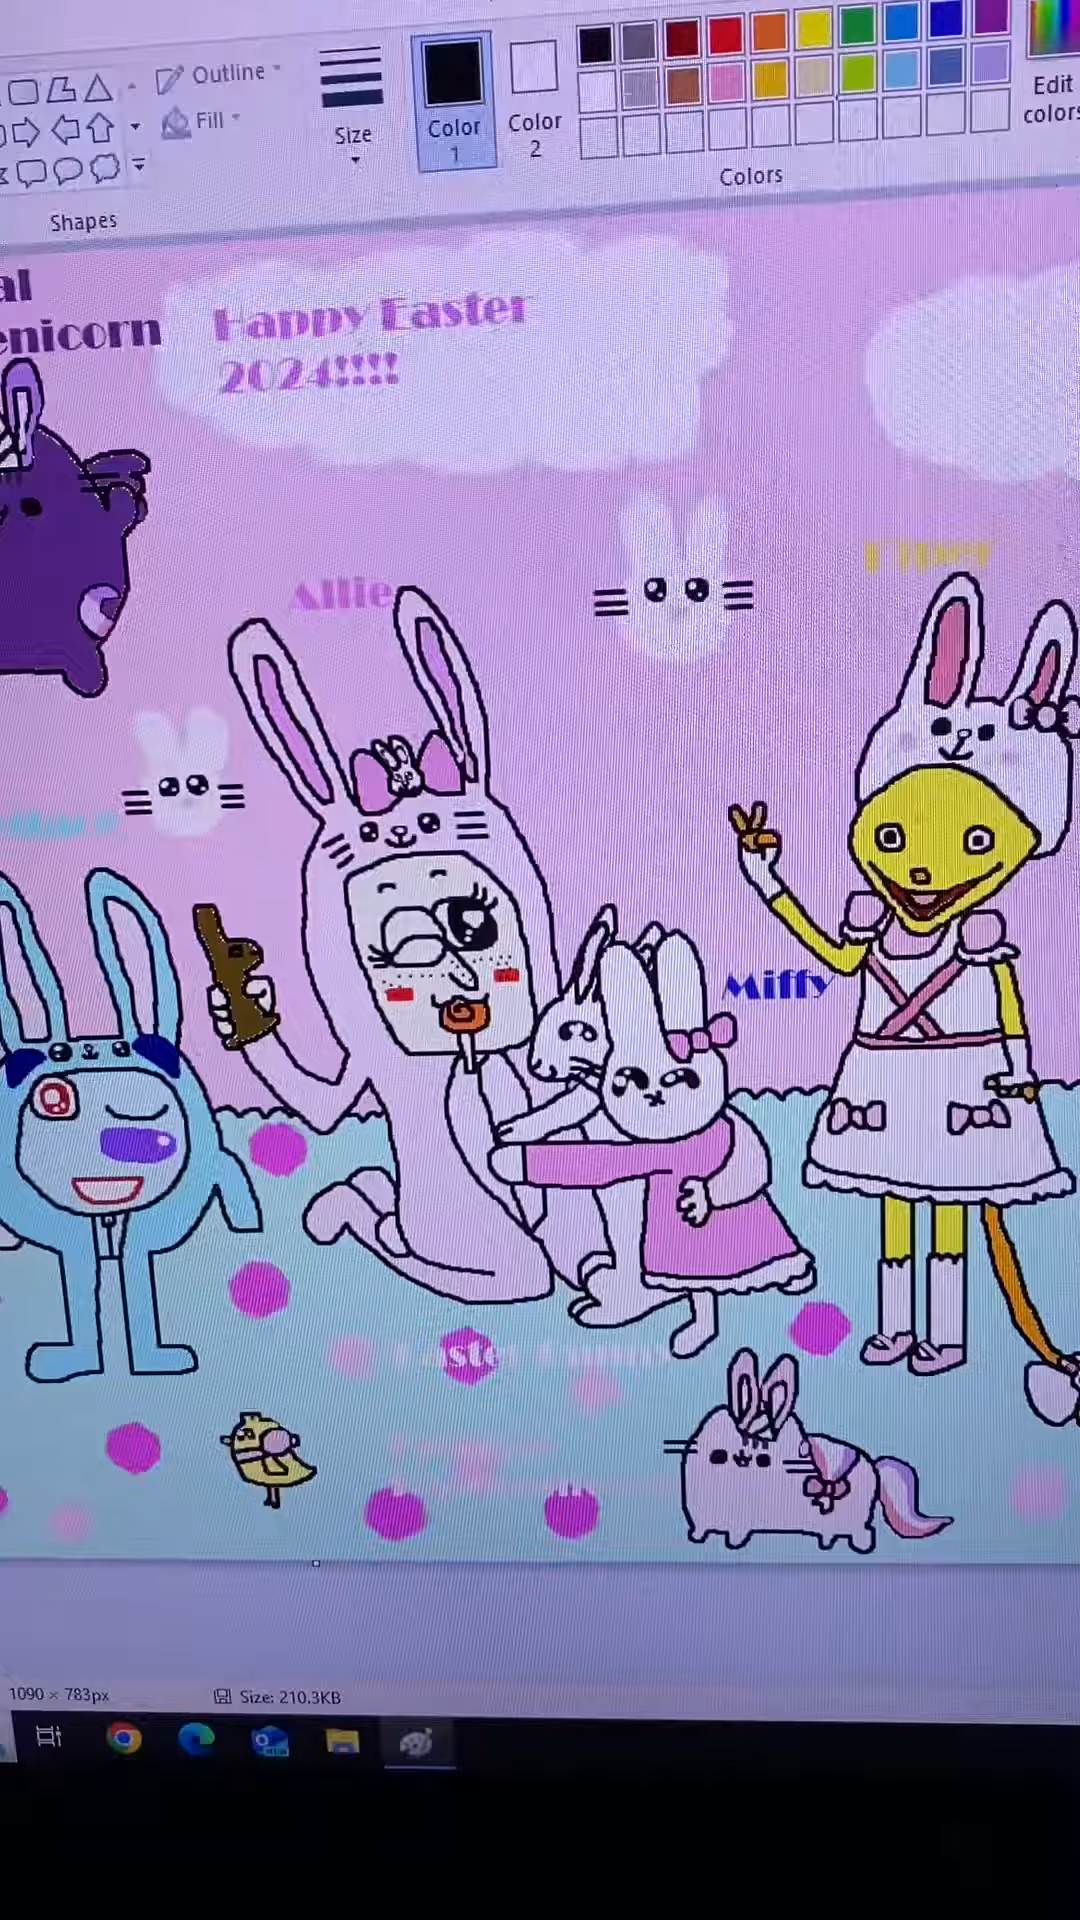 Outline
Fill
Size
Color
1
Color
2
Edit
colors
Colors
Shapes
al
enicorn
Happy Easter
2024!!!!
Allie
Miffy
Easter
1090 × 783px
Size: 210.3KB